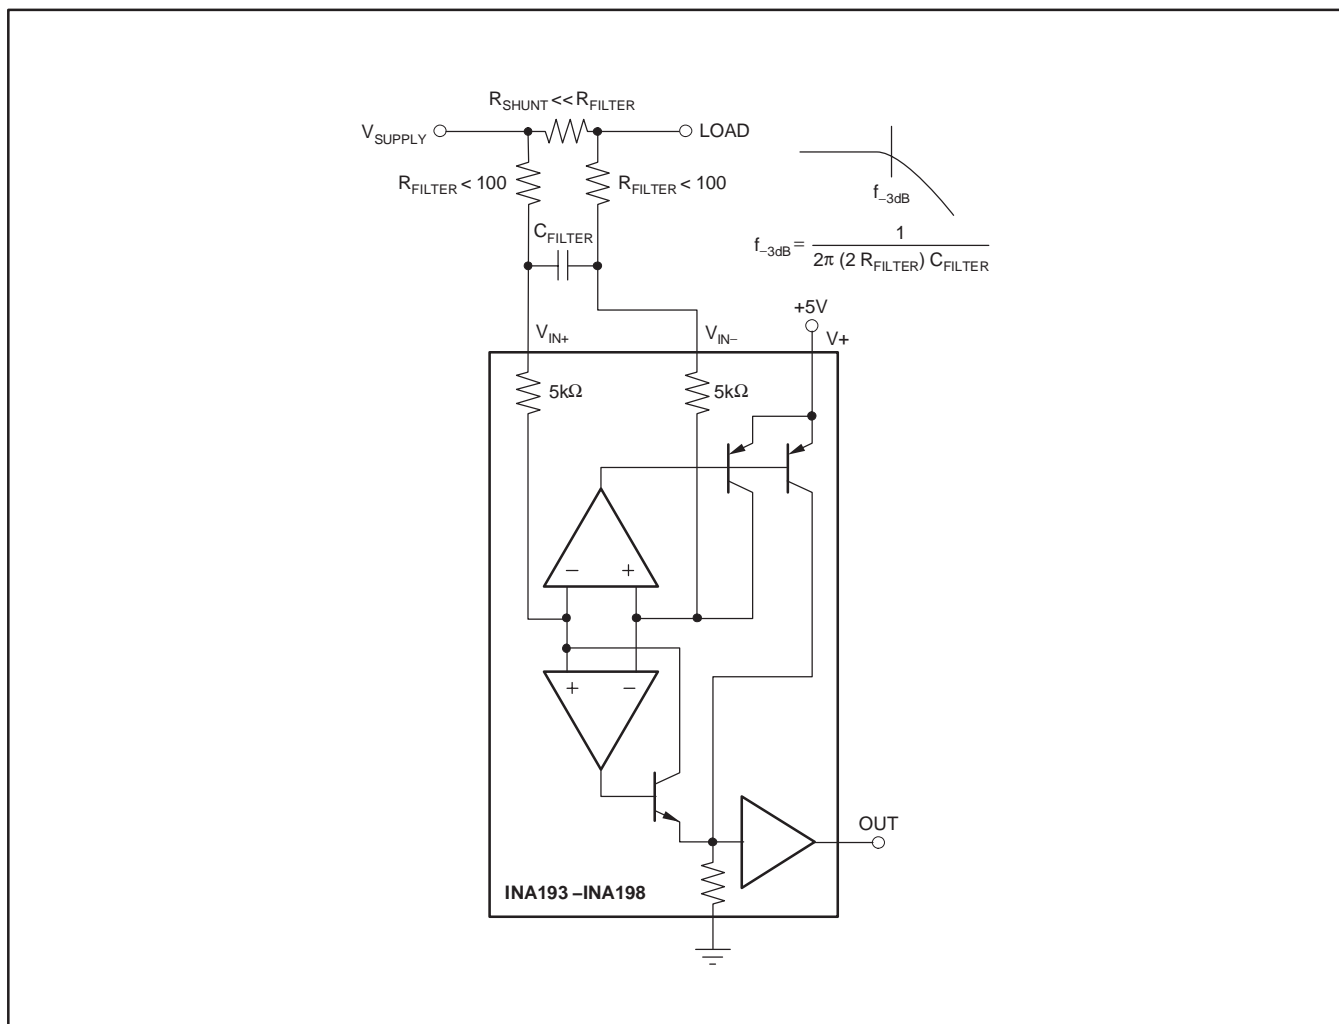 R_SHUNT << R_FILTER
V_SUPPLY
LOAD
R_FILTER < 100
R_FILTER < 100
f_−3dB
C_FILTER
f_−3dB = 1 / 2π (2 R_FILTER) C_FILTER
+5V
V_IN+
V_IN−
V+
5kΩ
5kΩ
− +
+ −
OUT
INA193 –INA198